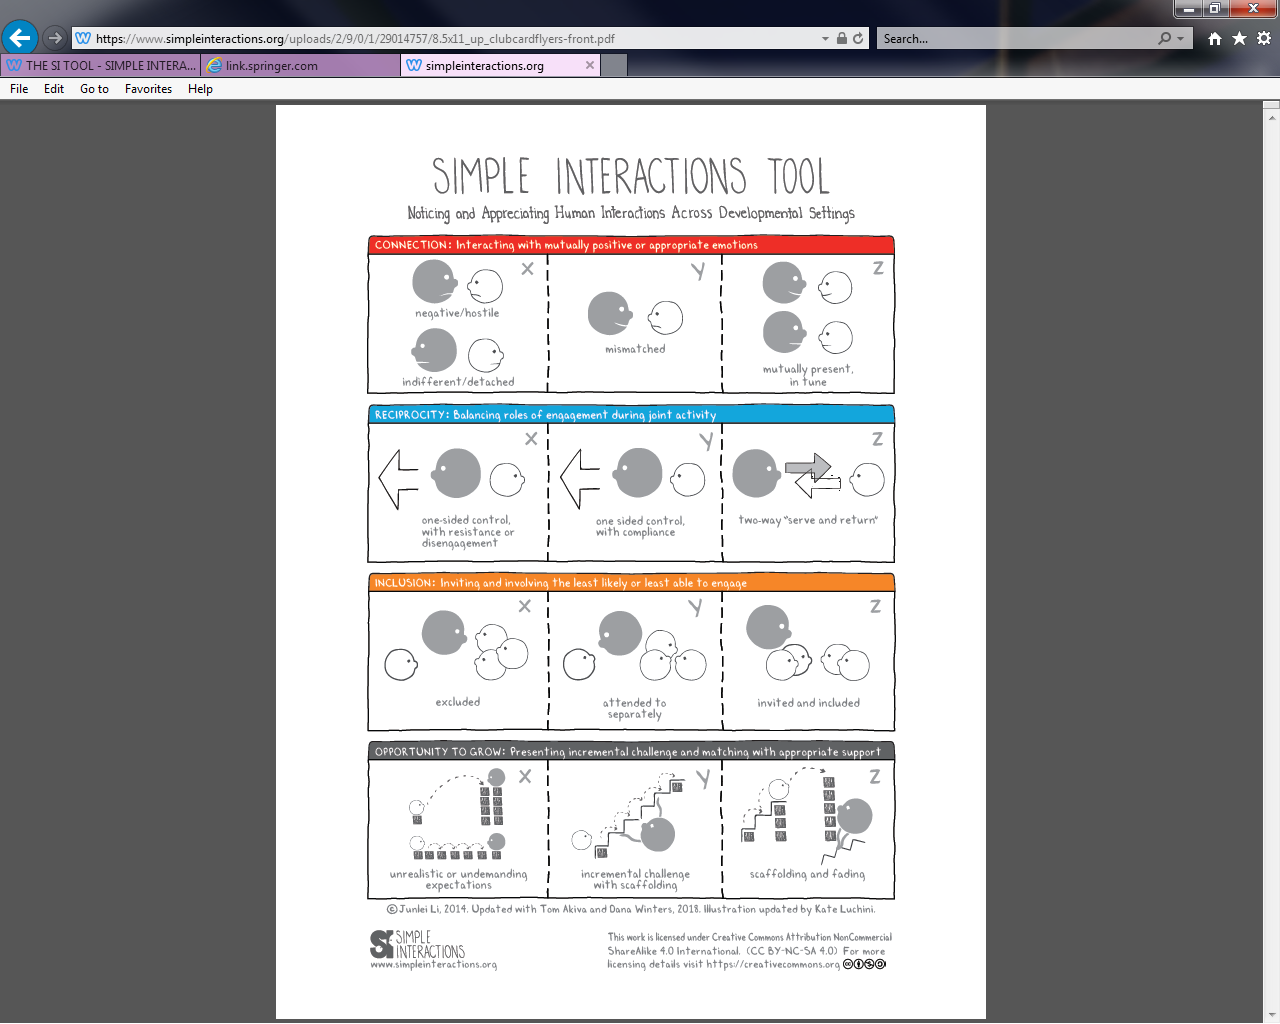 https://www.simpleinteractions.org/uploads/2/9/0/1/29014757/8.5x11_up_clubcardflyers-front.pdf
Search...
THE SI TOOL - SIMPLE INTERA...
link.springer.com
simpleinteractions.org
File Edit Go to Favorites Help
SIMPLE INTERACTIONS TOOL
Noticing and Appreciating Human Interactions Across Developmental Settings
CONNECTION: Interacting with mutually positive or appropriate emotions
X
negative/hostile
indifferent/detached
Y
mismatched
Z
mutually present,
in tune
RECIPROCITY: Balancing roles of engagement during joint activity
X
one-sided control,
with resistance or
disengagement
Y
one sided control,
with compliance
Z
two-way "serve and return"
INCLUSION: Inviting and involving the least likely or least able to engage
X
excluded
Y
attended to
separately
Z
invited and included
OPPORTUNITY TO GROW: Presenting incremental challenge and matching with appropriate support
X
unrealistic or undemanding
expectations
Y
incremental challenge
with scaffolding
Z
scaffolding and fading
© Junlei Li, 2014. Updated with Tom Akiva and Dana Winters, 2018. Illustration updated by Kate Luchini.
Si SIMPLE
INTERACTIONS
www.simpleinteractions.org
This work is licensed under Creative Commons Attribution NonCommercial
ShareAlike 4.0 International. (CC BY-NC-SA 4.0) For more
licensing details visit https://creativecommons.org